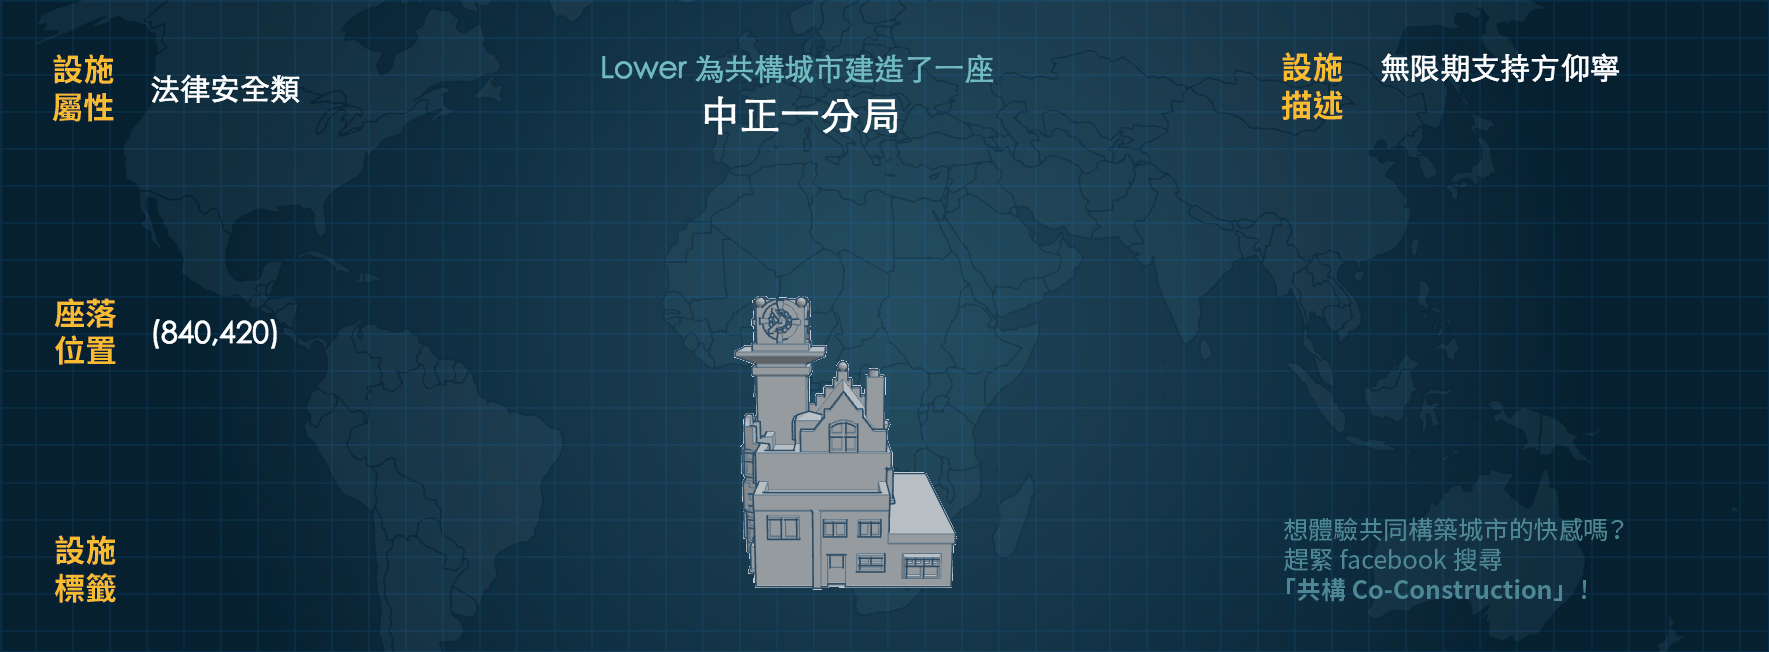 設施
屬性
法律安全類
Lower 為共構城市建造了一座
中正一分局
設施
描述
無限期支持方仰寧
座落
位置
(840,420)
設施
標籤
想體驗共同構築城市的快感嗎?
趕緊 facebook 搜尋
「共構 Co-Construction」!